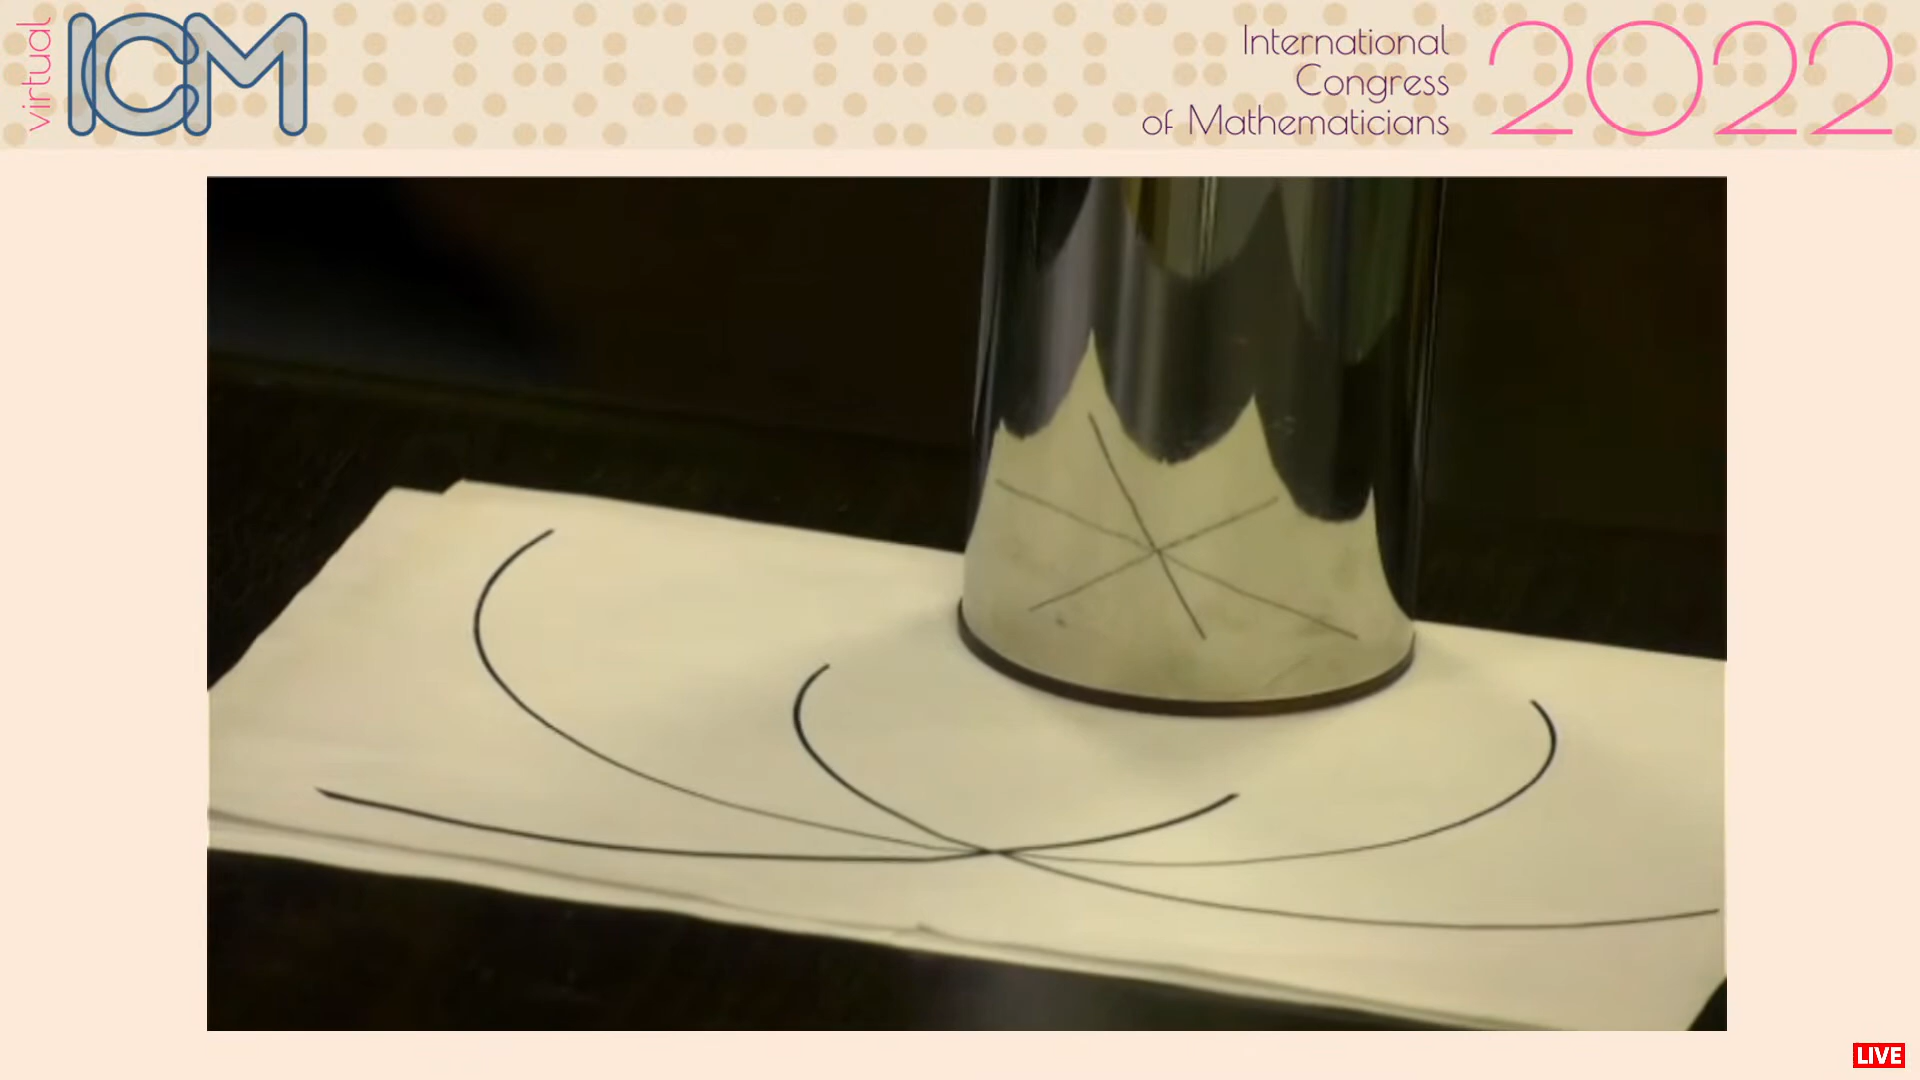 virtual
ICM
International
Congress
of Mathematicians
2022
LIVE